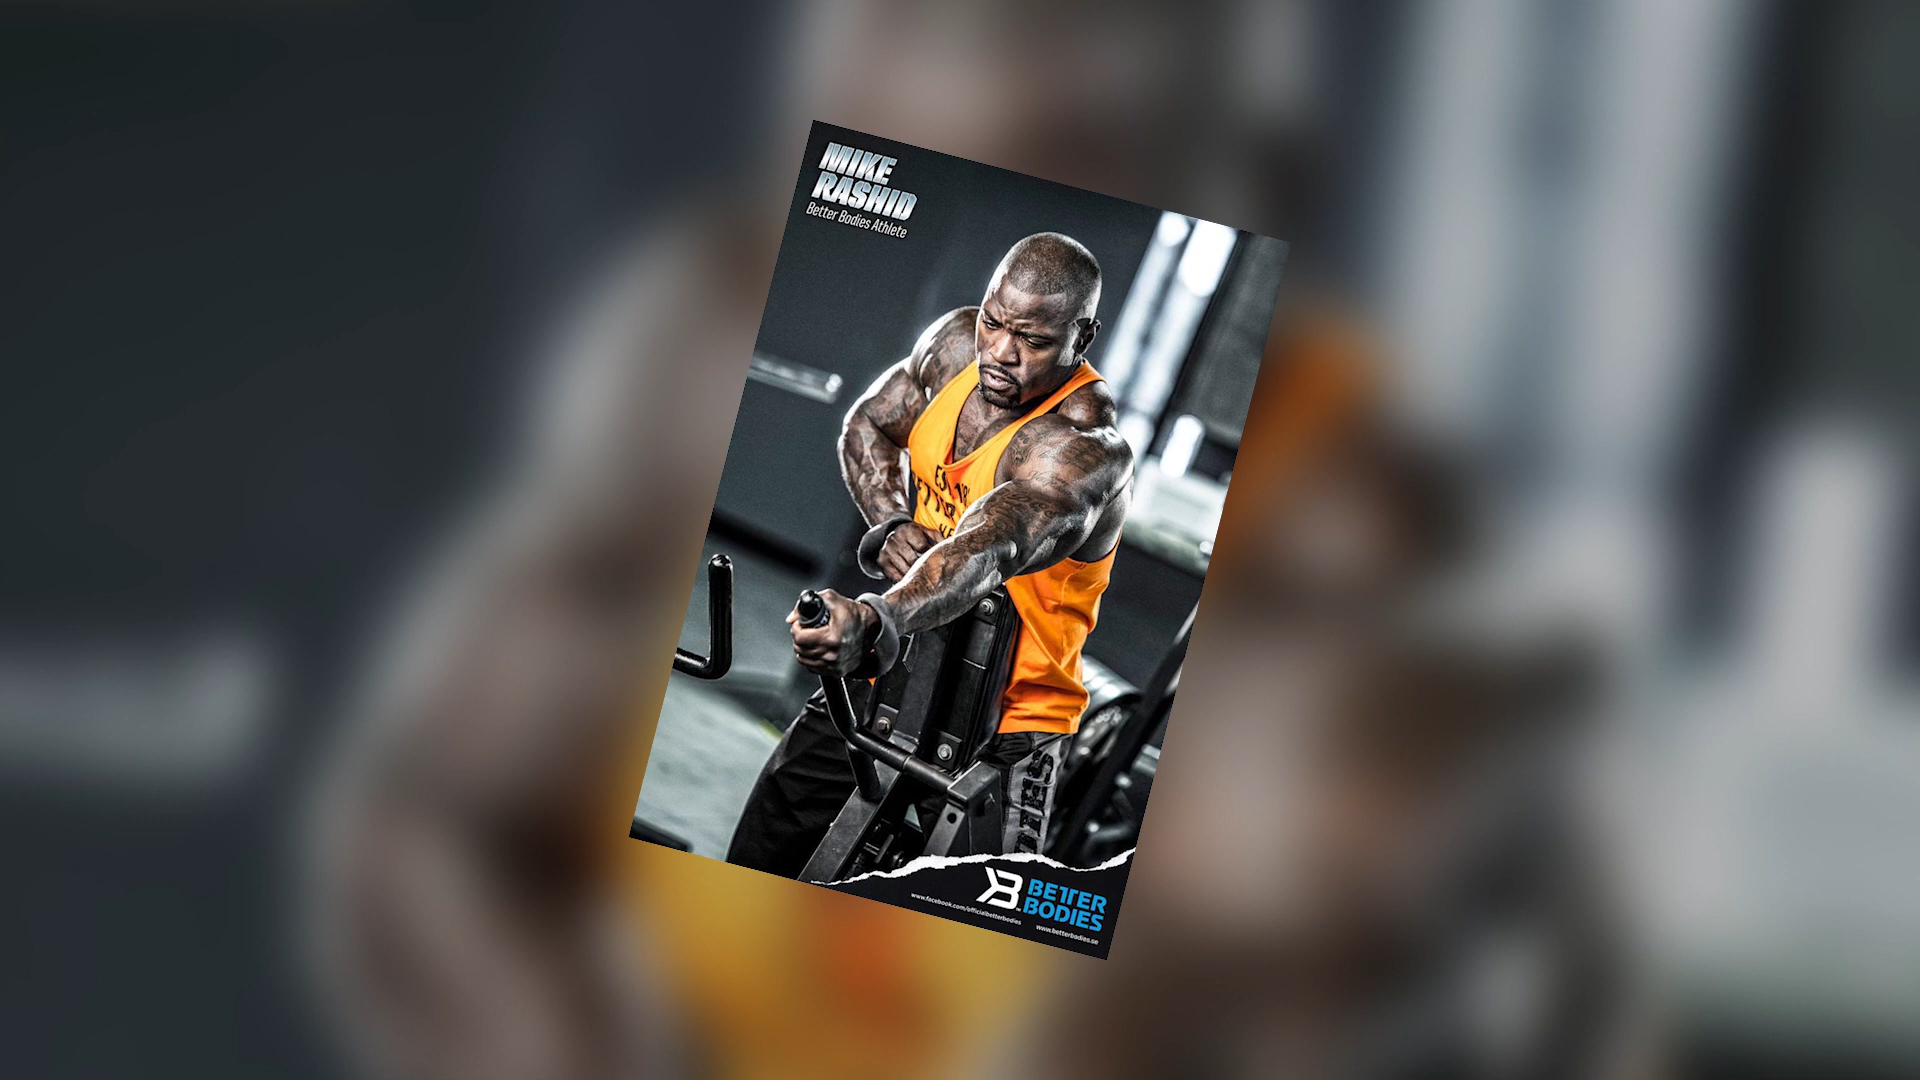 MIKE
RASHID
Better Bodies Athlete
BETTER
BODIES
www.facebook.com/officialbetterbodies
www.betterbodies.se